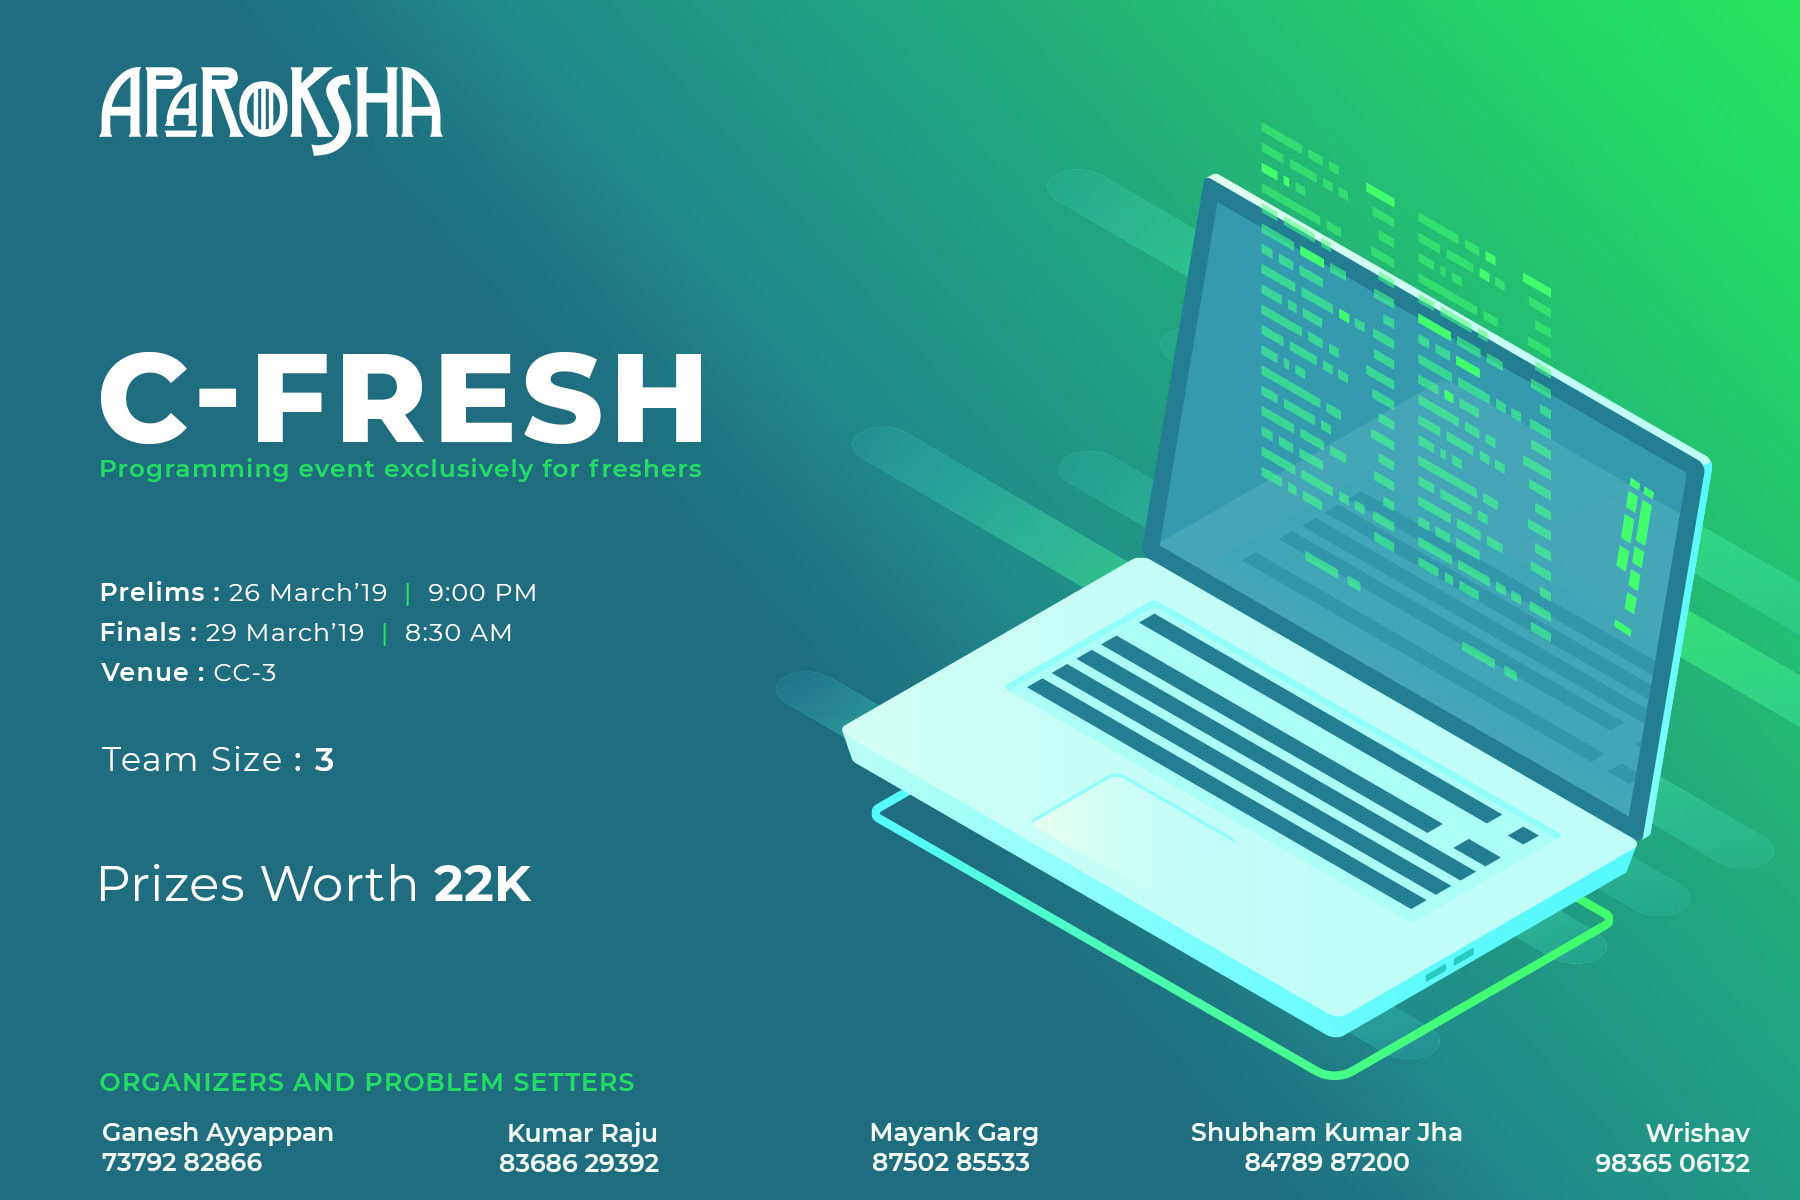 APAROKSHA
C-FRESH
Programming event exclusively for freshers
Prelims : 26 March’19 | 9:00 PM
Finals : 29 March’19 | 8:30 AM
Venue : CC-3
Team Size : 3
Prizes Worth 22K
ORGANIZERS AND PROBLEM SETTERS
Ganesh Ayyappan
73792 82866
Kumar Raju
83686 29392
Mayank Garg
87502 85533
Shubham Kumar Jha
84789 87200
Wrishav
98365 06132